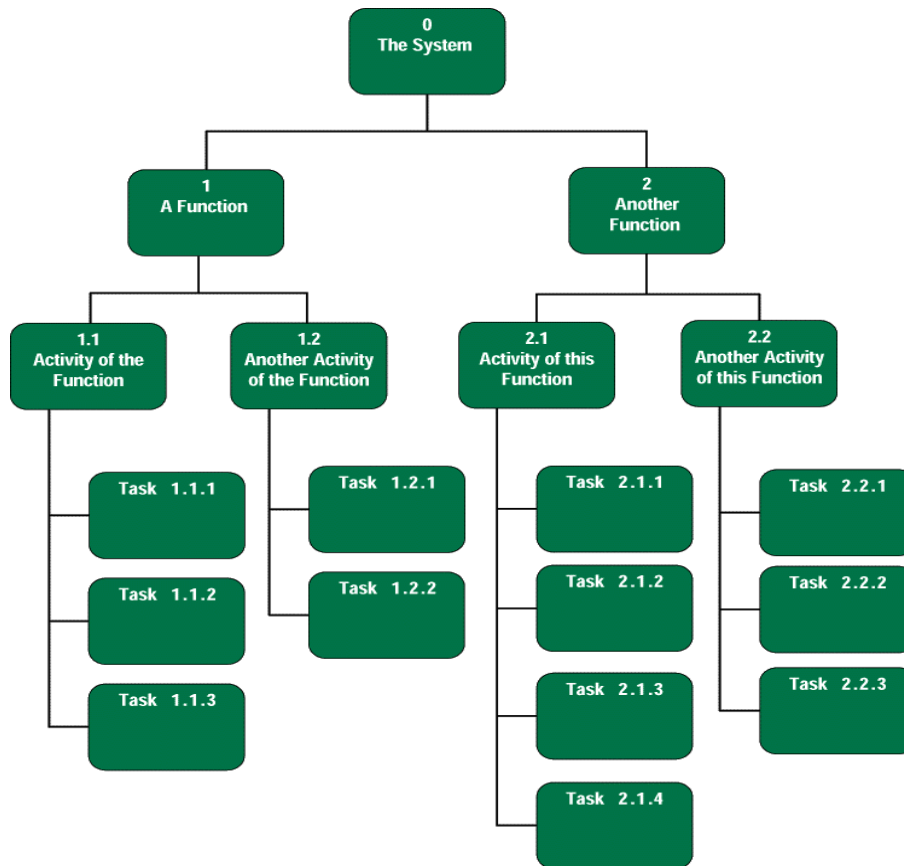 0
The System
1
A Function
2
Another
Function
1.1
Activity of the
Function
1.2
Another Activity
of the Function
2.1
Activity of this
Function
2.2
Another Activity
of this Function
Task 1.1.1
Task 1.1.2
Task 1.1.3
Task 1.2.1
Task 1.2.2
Task 2.1.1
Task 2.1.2
Task 2.1.3
Task 2.1.4
Task 2.2.1
Task 2.2.2
Task 2.2.3